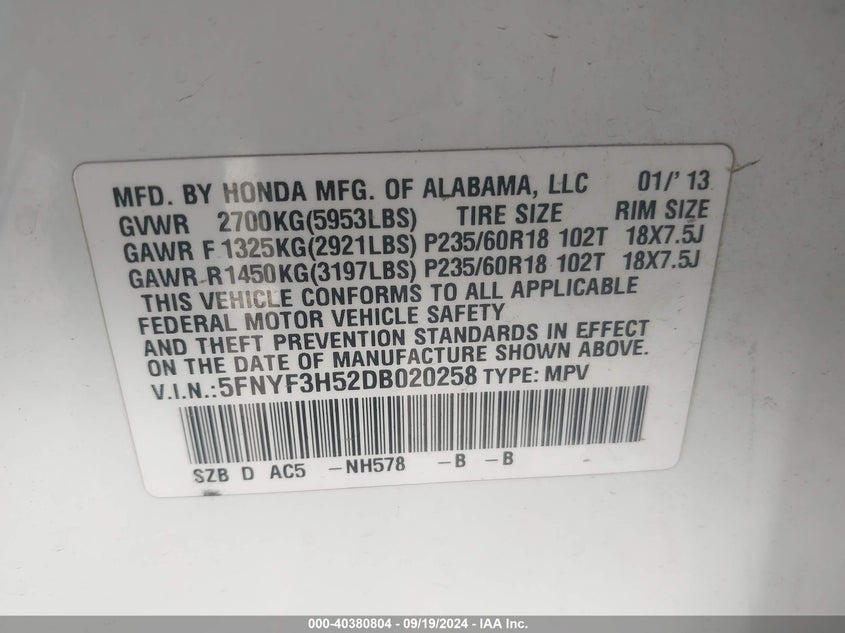 MFD. BY HONDA MFG. OF ALABAMA, LLC 01/'13
GVWR 2700KG(5953LBS) TIRE SIZE RIM SIZE
GAWR F 1325KG(2921LBS) P235/60R18 102T 18X7.5J
GAWR R1450KG(3197LBS) P235/60R18 102T 18X7.5J
THIS VEHICLE CONFORMS TO ALL APPLICABLE
FEDERAL MOTOR VEHICLE SAFETY
AND THEFT PREVENTION STANDARDS IN EFFECT
ON THE DATE OF MANUFACTURE SHOWN ABOVE.
V.I.N.:5FNYF3H52DB020258 TYPE: MPV
SZB D AC5 -NH578 -B -B -
000-40380804 - 09/19/2024 - IAA Inc.